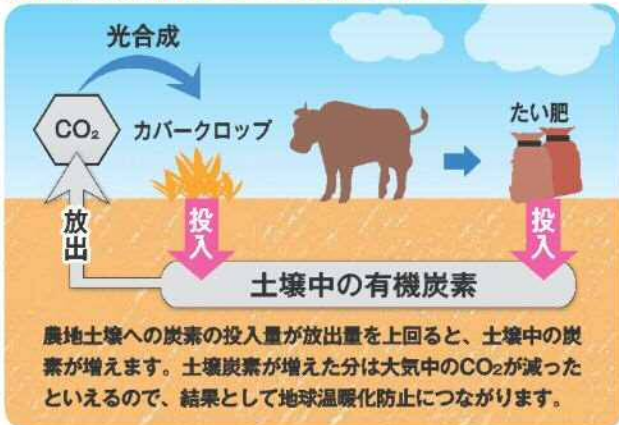 光合成
CO₂
カバークロップ
たい肥
放出
投入
投入
土壌中の有機炭素
農地土壌への炭素の投入量が放出量を上回ると、土壌中の炭
素が増えます。土壌炭素が増えた分は大気中のCO₂が減った
といえるので、結果として地球温暖化防止につながります。